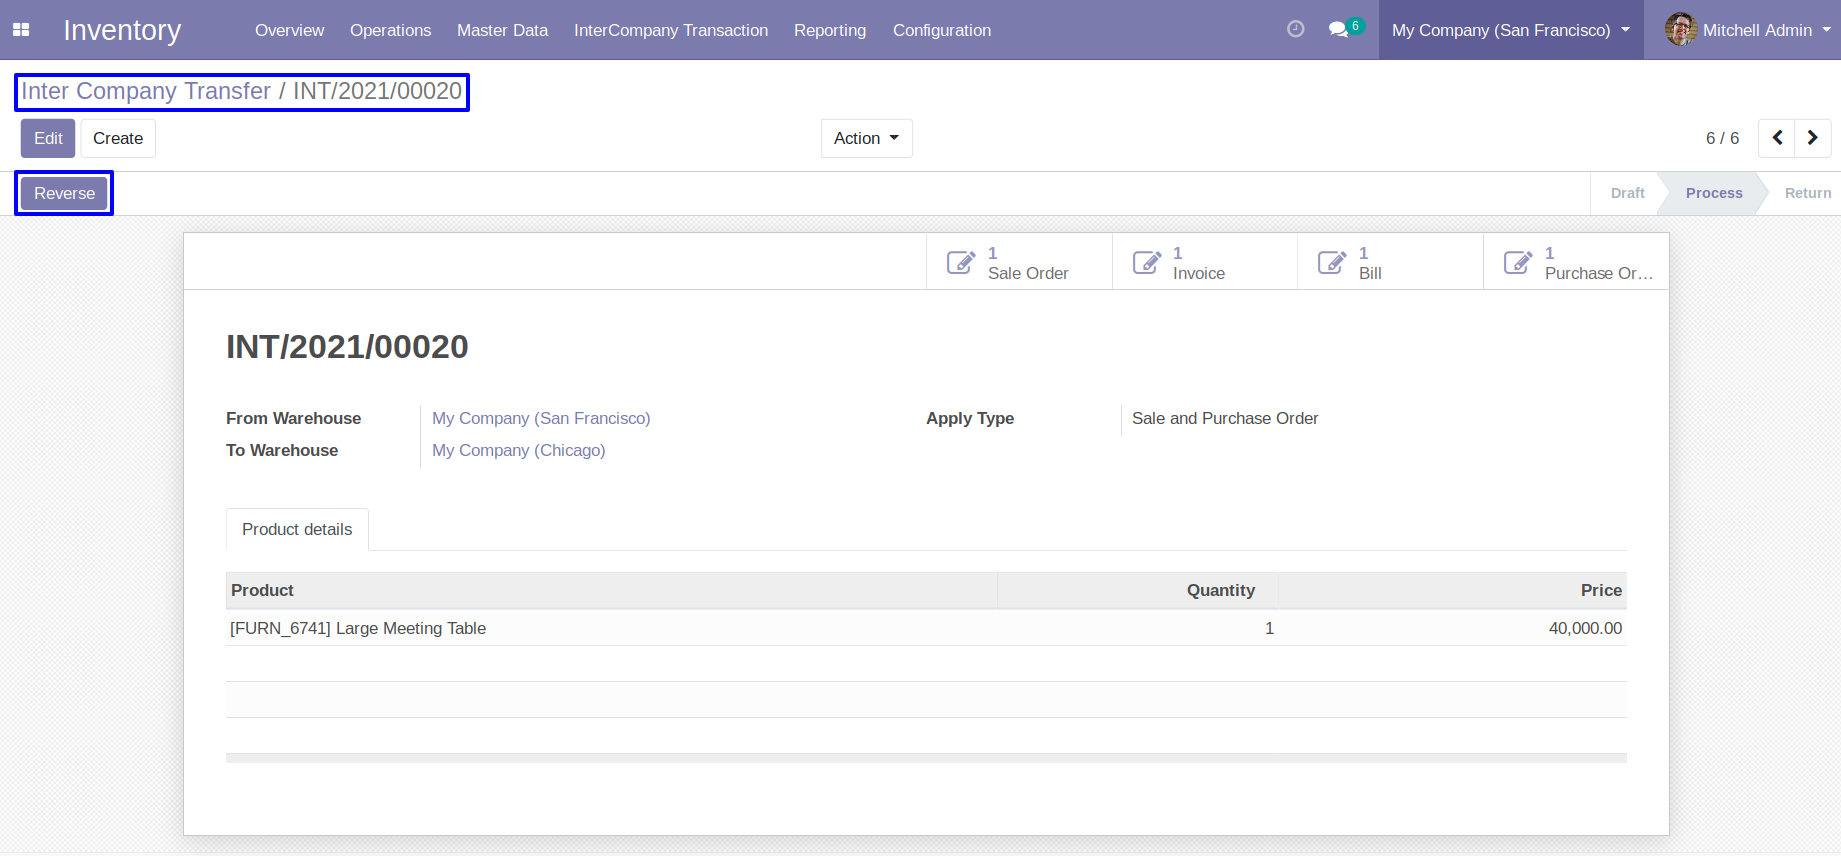 Inventory Overview Operations Master Data InterCompany Transaction Reporting Configuration 6 My Company (San Francisco) Mitchell Admin
Inter Company Transfer / INT/2021/00020
Edit Create Action 6 / 6
Reverse Draft Process Return
1 1 1 1
Sale Order Invoice Bill Purchase Or...
INT/2021/00020
From Warehouse My Company (San Francisco) Apply Type Sale and Purchase Order
To Warehouse My Company (Chicago)
Product details
Product Quantity Price
[FURN_6741] Large Meeting Table 1 40,000.00